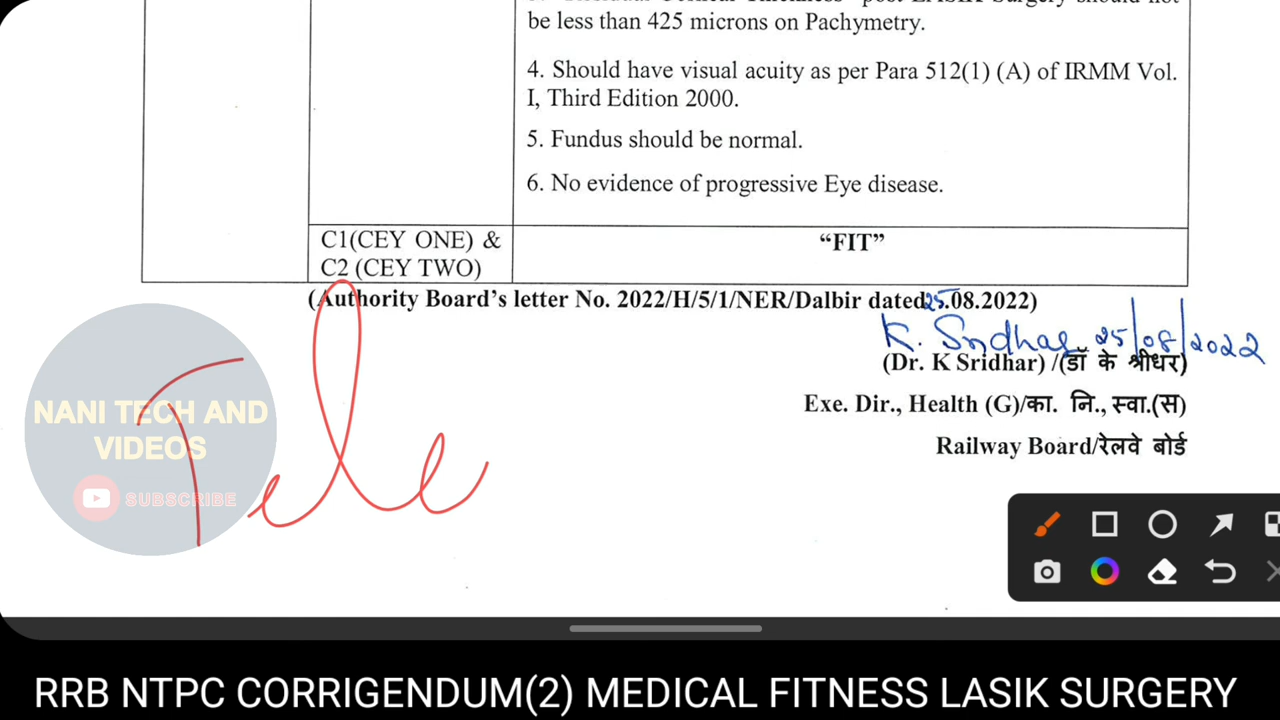 be less than 425 microns on Pachymetry.
4. Should have visual acuity as per Para 512(1) (A) of IRMM Vol.
I, Third Edition 2000.
5. Fundus should be normal.
6. No evidence of progressive Eye disease.
C1(CEY ONE) &
C2 (CEY TWO)
“FIT”
(Authority Board’s letter No. 2022/H/5/1/NER/Dalbir dated 25.08.2022)
K. Sridhar 25/08/2022
(Dr. K Sridhar) /(डॉ के श्रीधर)
Exe. Dir., Health (G)/का. नि., स्वा.(स)
Railway Board/रेलवे बोर्ड
NANI TECH AND
VIDEOS
SUBSCRIBE
Tele
RRB NTPC CORRIGENDUM(2) MEDICAL FITNESS LASIK SURGERY